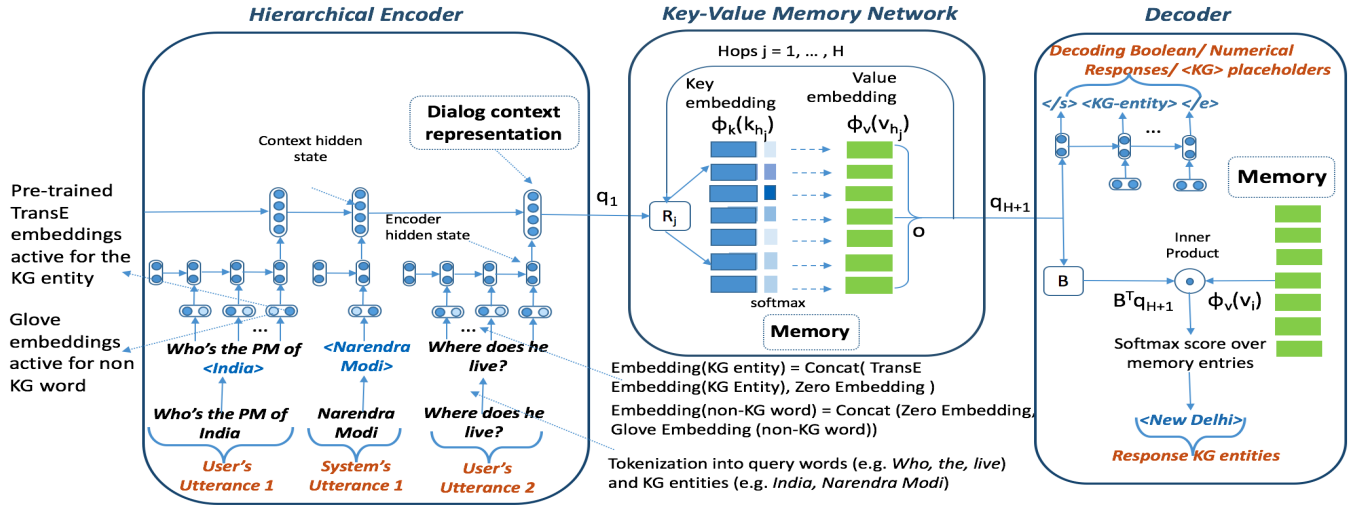 Hierarchical Encoder
Pre-trained
TransE
embeddings
active for the
KG entity
Glove
embeddings
active for non
KG word
Context hidden
state
Dialog context
representation
Encoder
hidden state
...
...
Who's the PM of
<India>
<Narendra
Modi>
Where does he
live?
Who's the PM of
India
Narendra
Modi
Where does he
live?
User's
Utterance 1
System's
Utterance 1
User's
Utterance 2
q1
Key-Value Memory Network
Hops j = 1, ... , H
Key
embedding
ϕk(khj)
Value
embedding
ϕv(vhj)
Rj
O
softmax
Memory
Embedding(KG entity) = Concat( TransE
Embedding(KG Entity), Zero Embedding )
Embedding(non-KG word) = Concat (Zero Embedding,
Glove Embedding (non-KG word))
Tokenization into query words (e.g. Who, the, live)
and KG entities (e.g. India, Narendra Modi)
qH+1
Decoder
Decoding Boolean/ Numerical
Responses/ <KG> placeholders
</s> <KG-entity> </e>
...
Memory
Inner
Product
B
BTqH+1
ϕv(vi)
Softmax score over
memory entries
<New Delhi>
Response KG entities